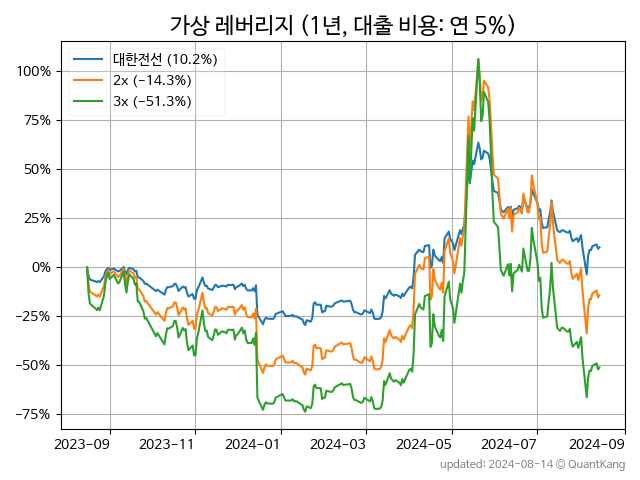 가상 레버리지 (1년, 대출 비용: 연 5%)
대한전선 (10.2%)
2x (−14.3%)
3x (−51.3%)
100%
75%
50%
25%
0%
−25%
−50%
−75%
2023-09 2023-11 2024-01 2024-03 2024-05 2024-07 2024-09
updated: 2024-08-14 © QuantKang